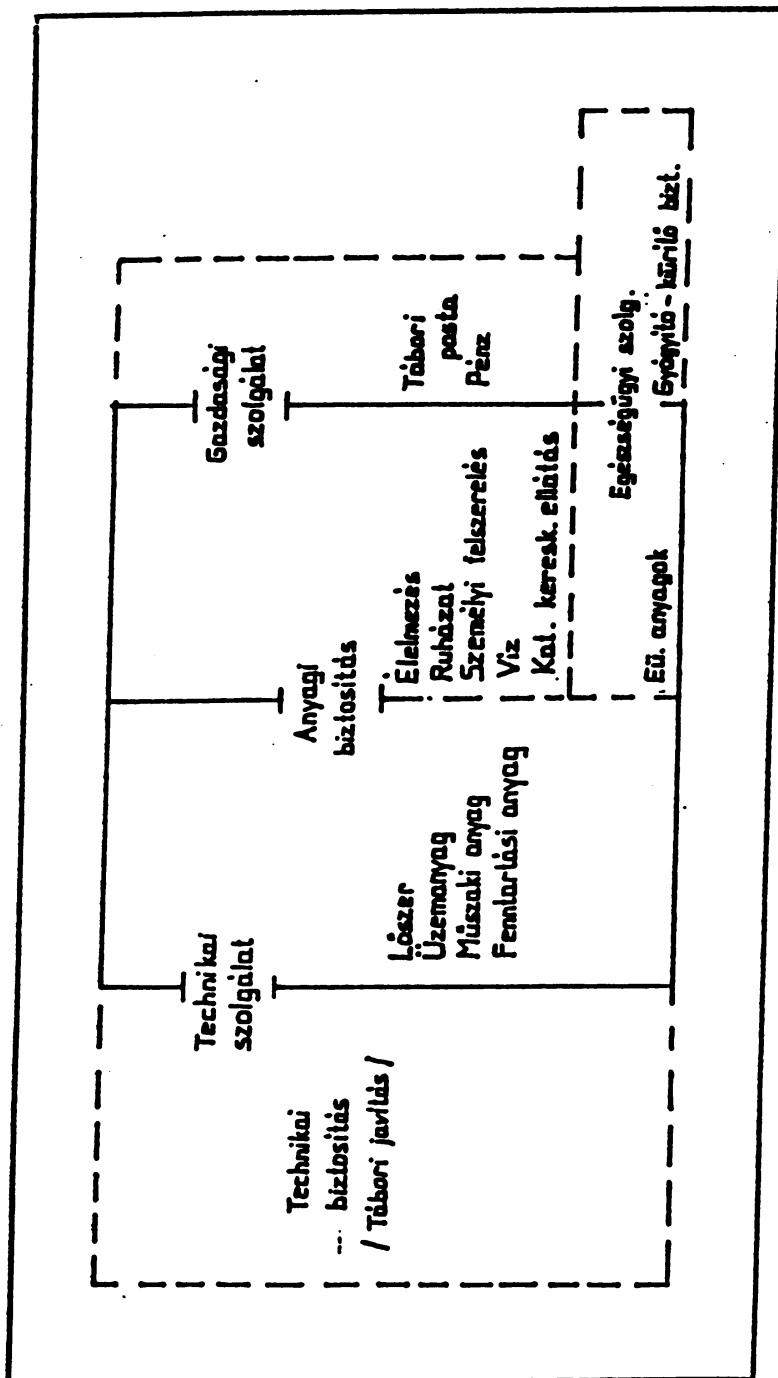 Technikai
biztosítás
/ Tábori javítás /
Technikai
szolgálat
Lőszer
Üzemanyag
Műszaki anyag
Fenntartási anyag
Anyagi
biztosítás
Élelmezés
Ruházat
Személyi felszerelés
Víz
Kat. keresk. ellátás
Eü. anyagok
Gazdasági
szolgálat
Tábori
posta
Pénz
Egészségügyi szolg.
Gyógyító-kiürítő bizt.